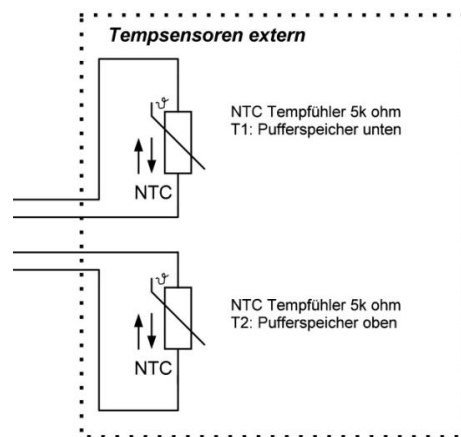 Tempsensoren extern
ϑ
NTC Tempfühler 5k ohm
T1: Pufferspeicher unten
NTC
ϑ
NTC Tempfühler 5k ohm
T2: Pufferspeicher oben
NTC